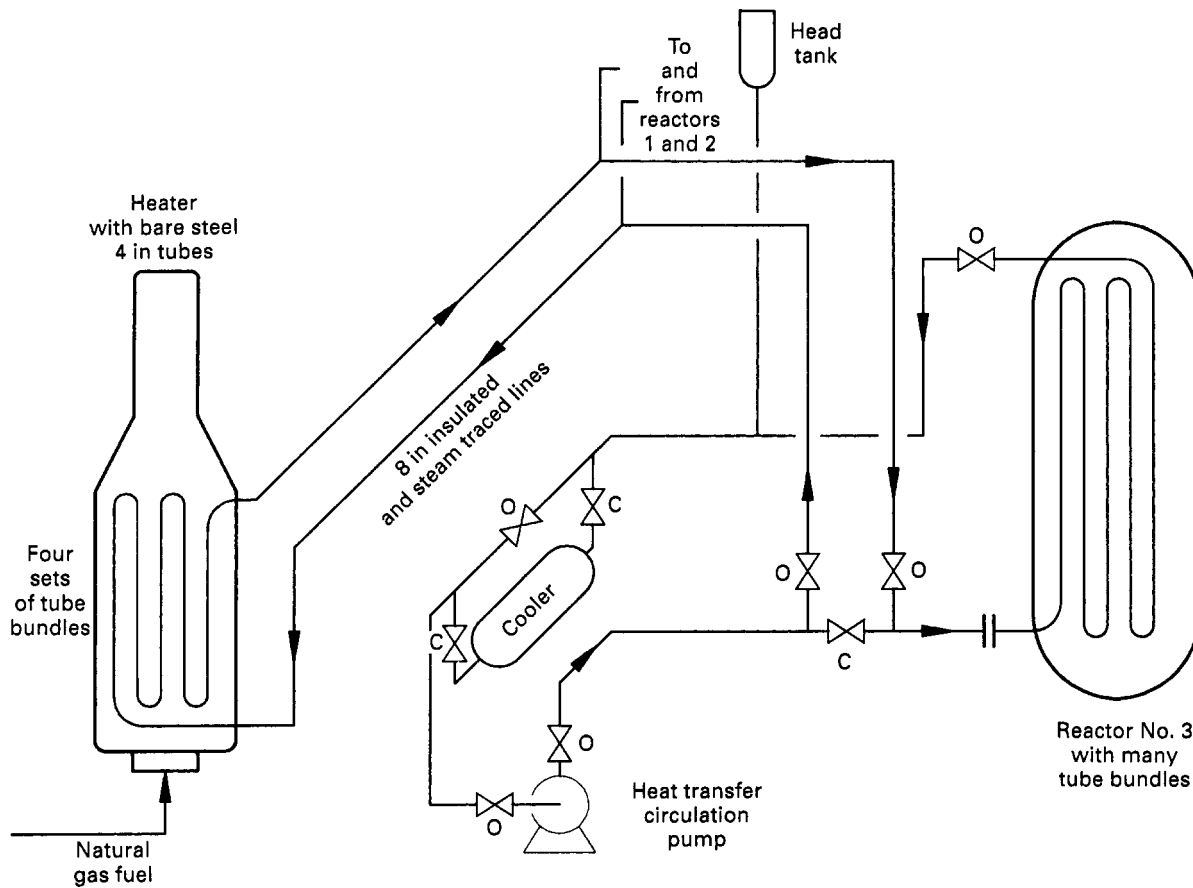 To
and
from
reactors
1 and 2
Head
tank
Heater
with bare steel
4 in tubes
O
8 in insulated
and steam traced lines
O
C
Four
sets
of tube
bundles
Cooler
O
O
C
C
O
Reactor No. 3
with many
tube bundles
Heat transfer
circulation
pump
O
Natural
gas fuel